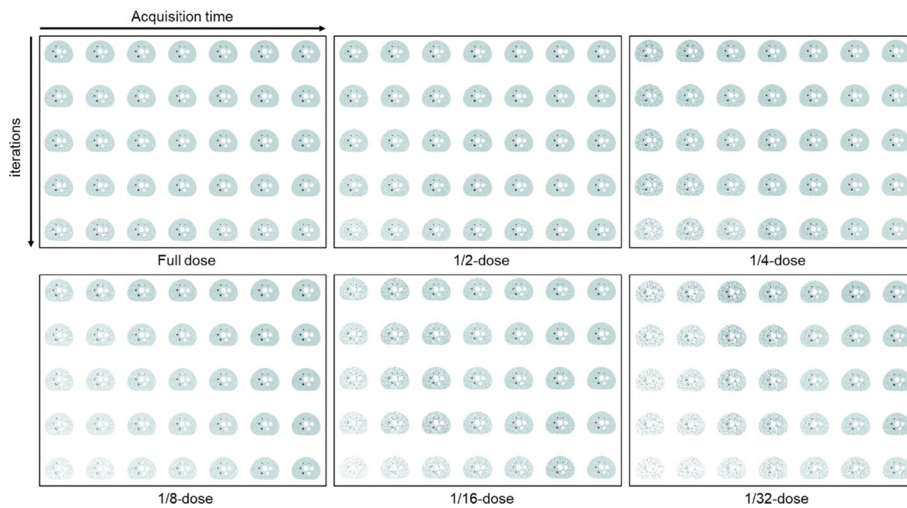 Acquisition time
iterations
Full dose
1/2-dose
1/4-dose
1/8-dose
1/16-dose
1/32-dose